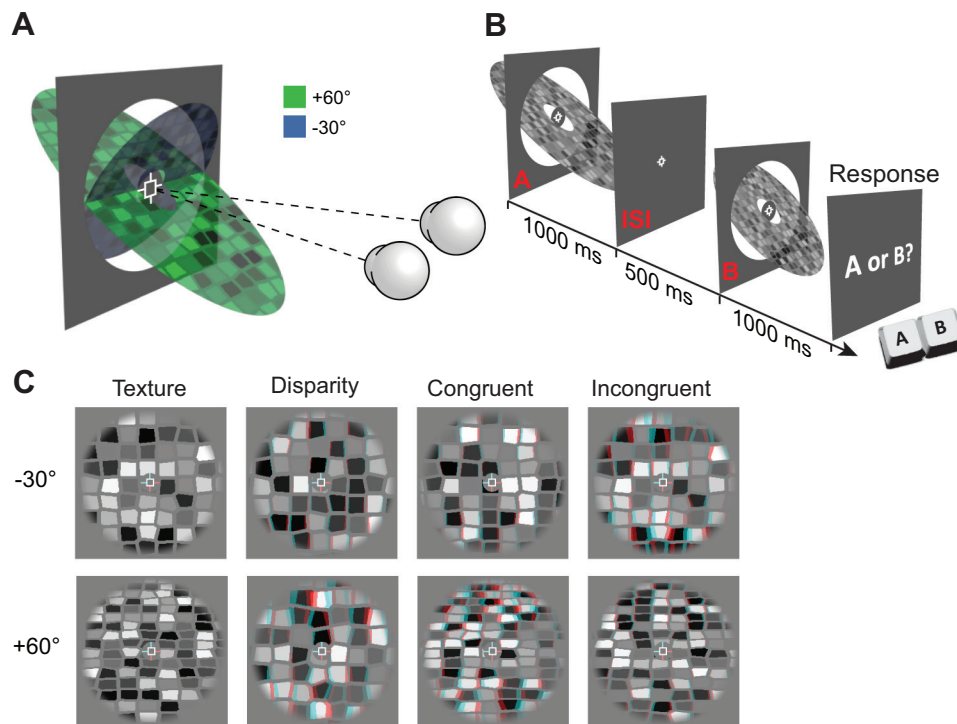 A
+60°
-30°
B
A
ISI
B
Response
A or B?
A B
1000 ms
500 ms
1000 ms
C
Texture Disparity Congruent Incongruent
-30°
+60°